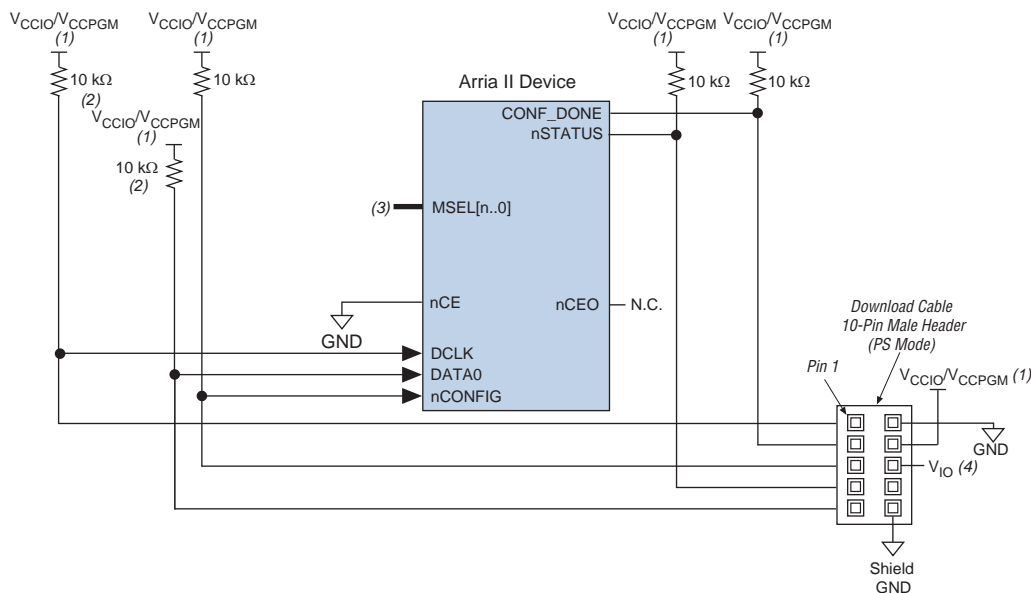 VCCIO/VCCPGM
(1)
10 kΩ
(2)
VCCIO/VCCPGM
(1)
10 kΩ
VCCIO/VCCPGM
(1)
10 kΩ
(2)
VCCIO/VCCPGM
(1)
10 kΩ
VCCIO/VCCPGM
(1)
10 kΩ
Arria II Device
CONF_DONE
nSTATUS
(3)
MSEL[n..0]
nCE
GND
nCEO
N.C.
DCLK
DATA0
nCONFIG
Download Cable
10-Pin Male Header
(PS Mode)
Pin 1
VCCIO/VCCPGM (1)
GND
VIO (4)
Shield
GND